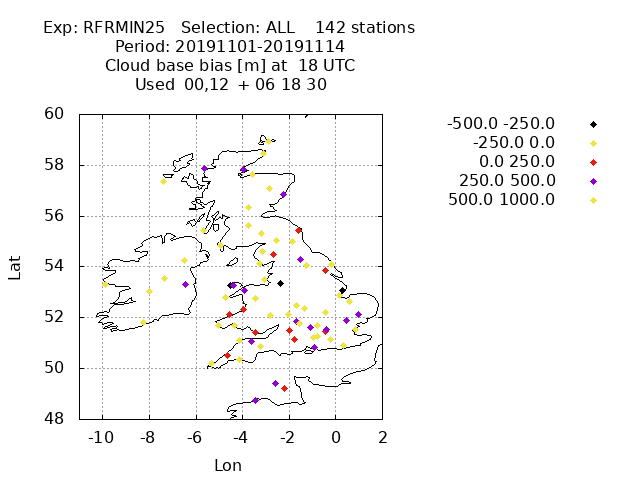 Exp: RFRMIN25 Selection: ALL 142 stations
Period: 20191101-20191114
Cloud base bias [m] at 18 UTC
Used 00,12 + 06 18 30
-500.0 -250.0
-250.0 0.0
0.0 250.0
250.0 500.0
500.0 1000.0
60
58
56
54
52
50
48
Lat
-10 -8 -6 -4 -2 0 2
Lon